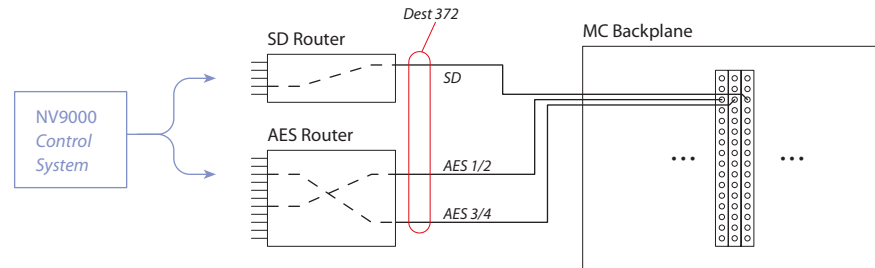 Dest 372
SD Router
MC Backplane
SD
NV9000
Control
System
AES Router
AES 1/2
AES 3/4